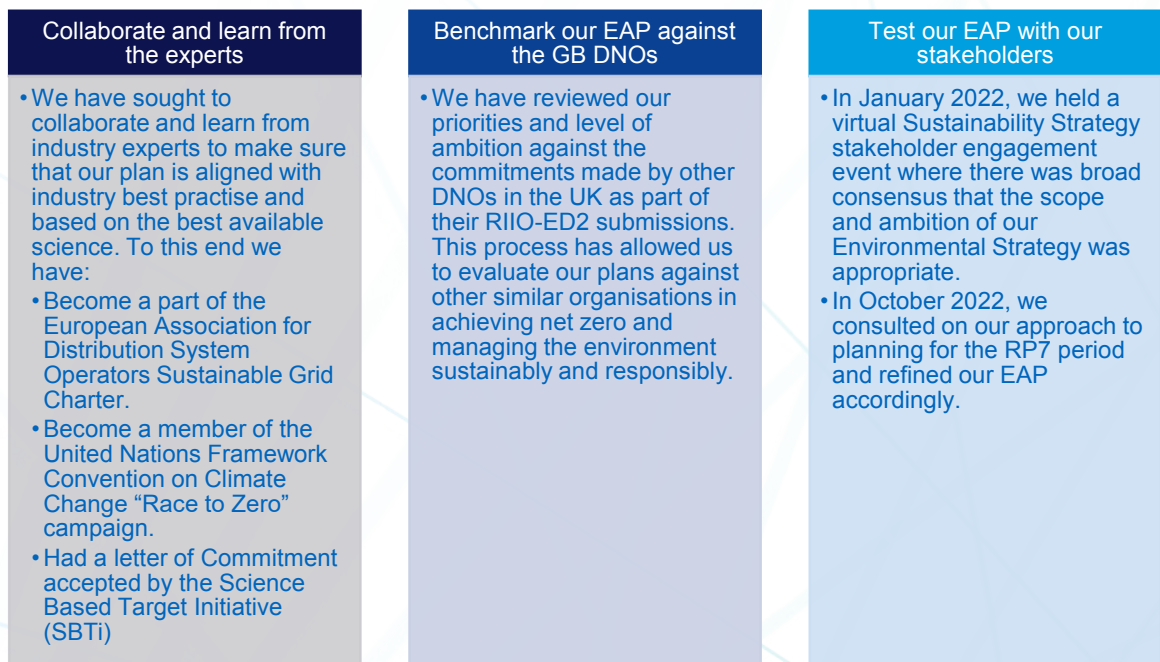 Collaborate and learn from
the experts
• We have sought to
collaborate and learn from
industry experts to make sure
that our plan is aligned with
industry best practise and
based on the best available
science. To this end we
have:
• Become a part of the
European Association for
Distribution System
Operators Sustainable Grid
Charter.
• Become a member of the
United Nations Framework
Convention on Climate
Change “Race to Zero”
campaign.
• Had a letter of Commitment
accepted by the Science
Based Target Initiative
(SBTi)
Benchmark our EAP against
the GB DNOs
• We have reviewed our
priorities and level of
ambition against the
commitments made by other
DNOs in the UK as part of
their RIIO-ED2 submissions.
This process has allowed us
to evaluate our plans against
other similar organisations in
achieving net zero and
managing the environment
sustainably and responsibly.
Test our EAP with our
stakeholders
• In January 2022, we held a
virtual Sustainability Strategy
stakeholder engagement
event where there was broad
consensus that the scope
and ambition of our
Environmental Strategy was
appropriate.
• In October 2022, we
consulted on our approach to
planning for the RP7 period
and refined our EAP
accordingly.